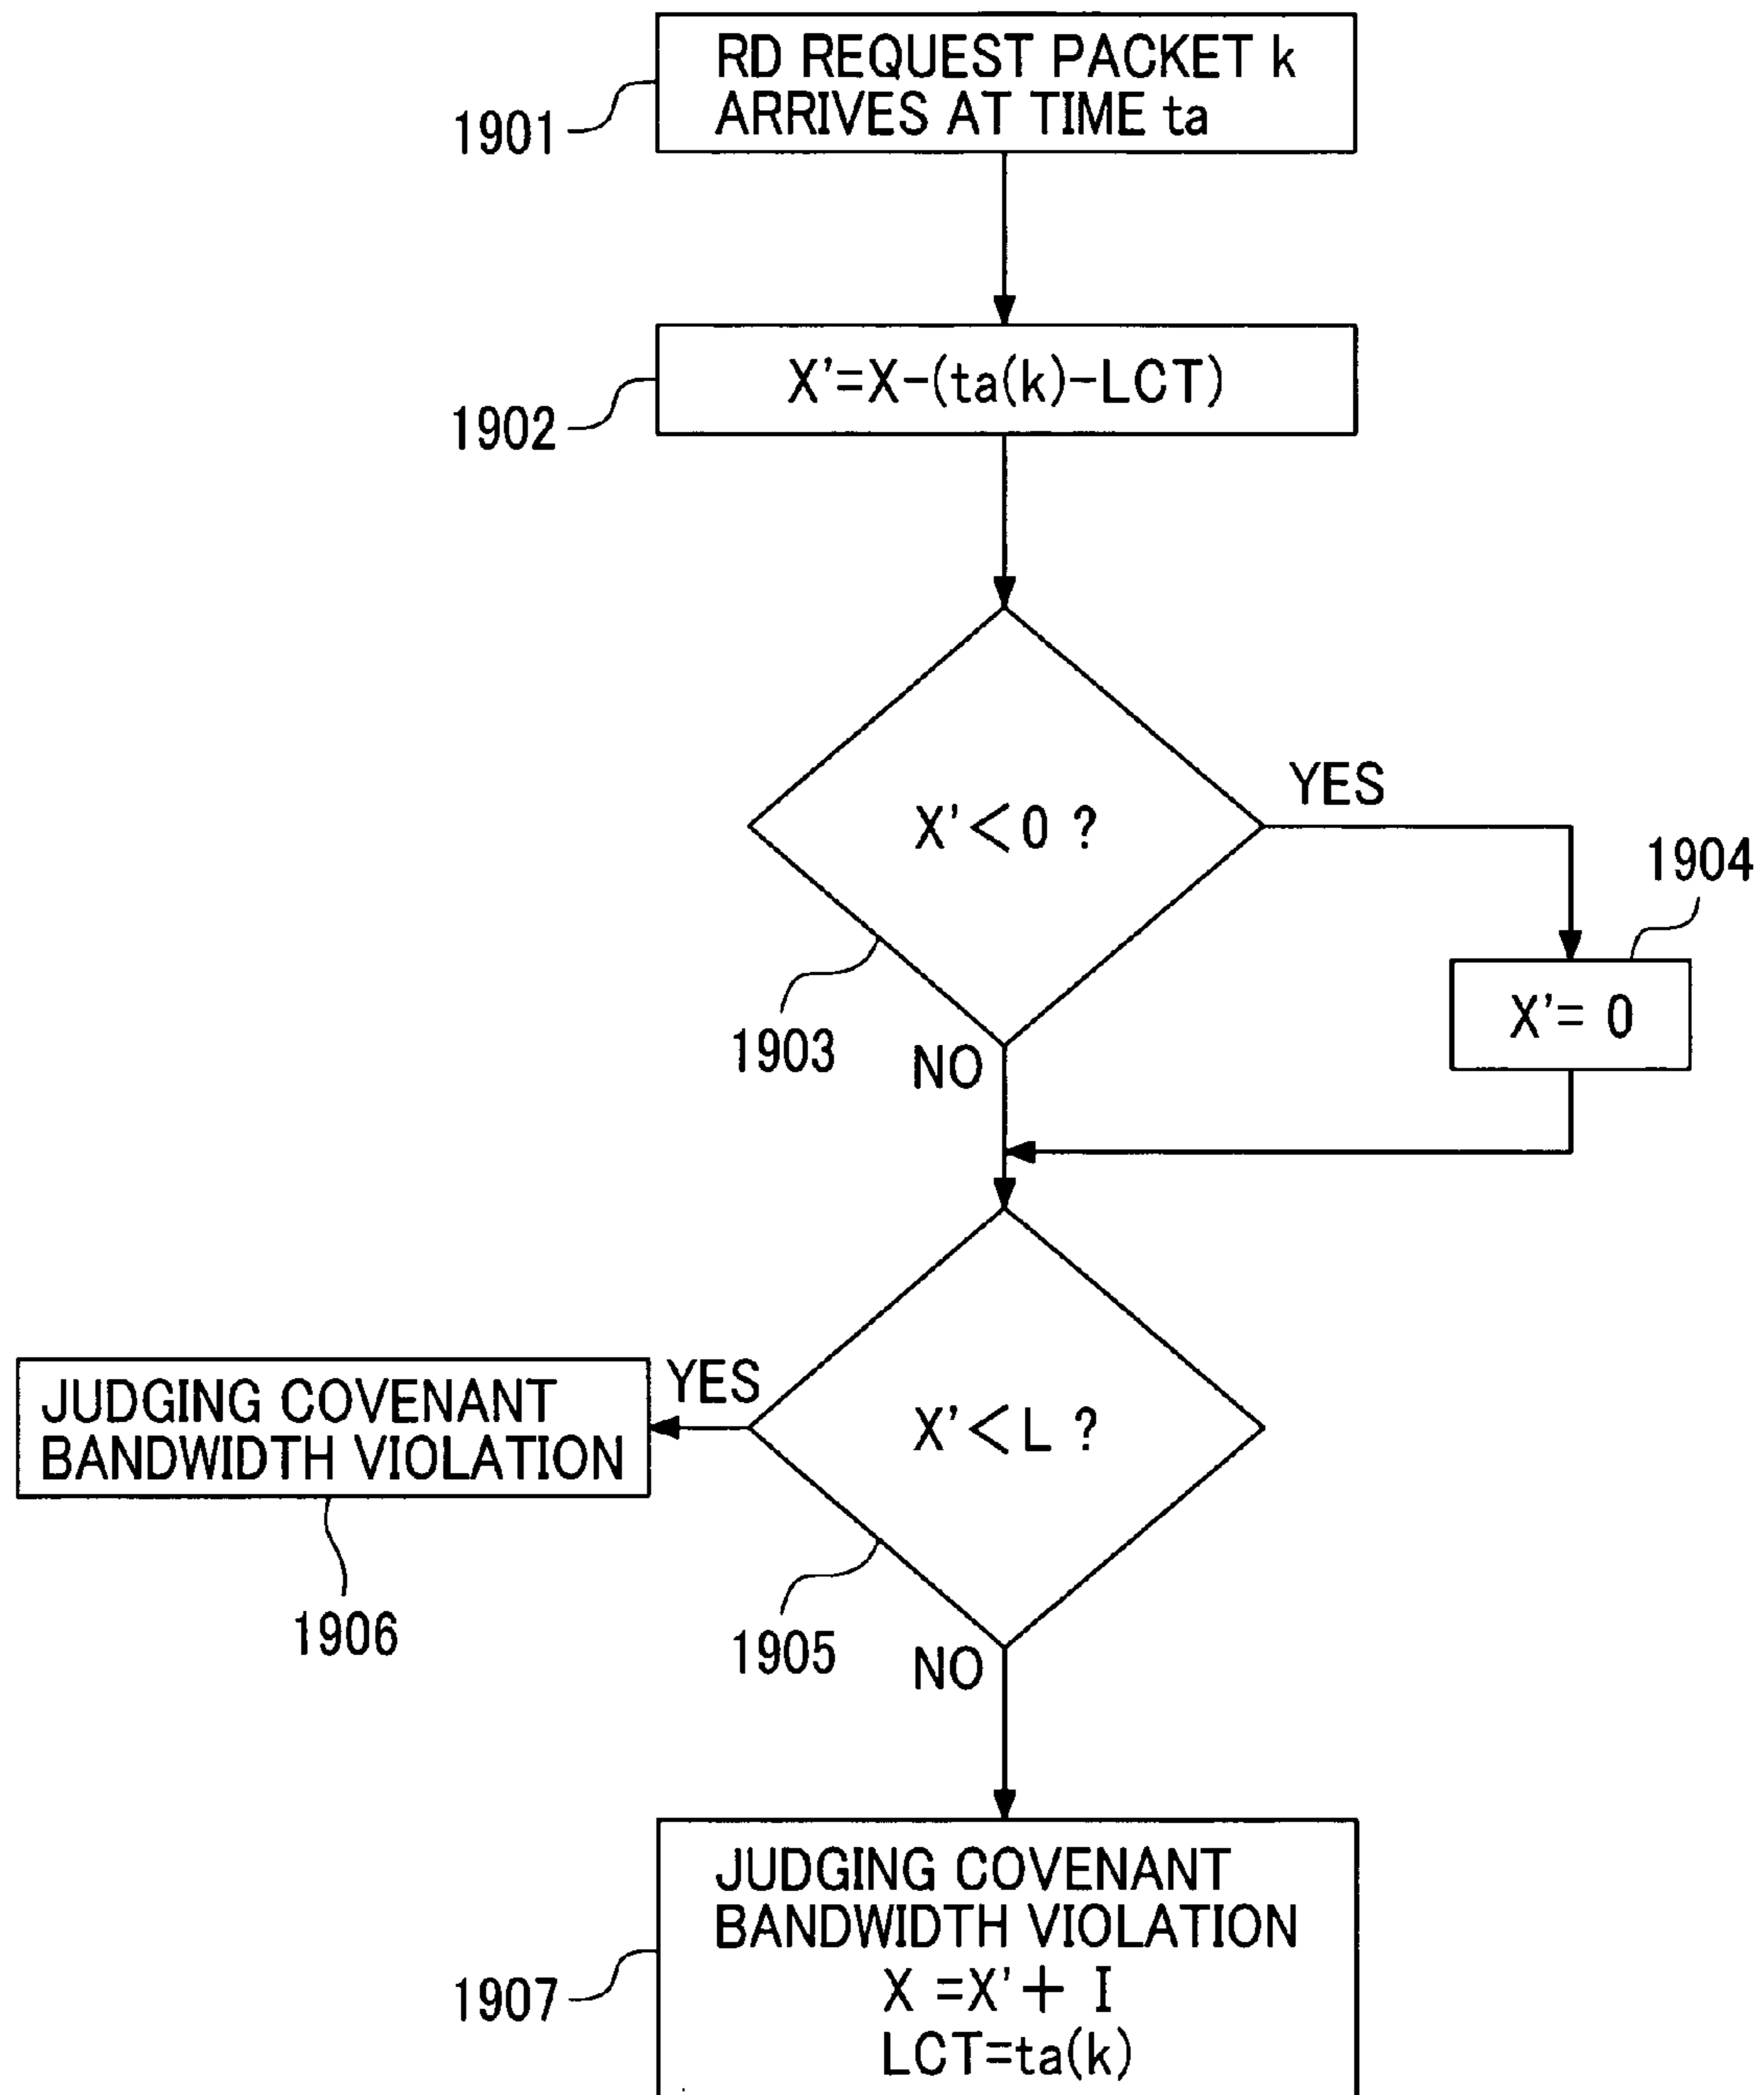 RD REQUEST PACKET k
ARRIVES AT TIME ta
1901
X'=X-(ta(k)-LCT)
1902
X'<0 ?
YES
1904
X'= 0
1903
NO
X'<L ?
YES
JUDGING COVENANT
BANDWIDTH VIOLATION
1906
1905
NO
JUDGING COVENANT
BANDWIDTH VIOLATION
X =X'+ I
LCT=ta(k)
1907